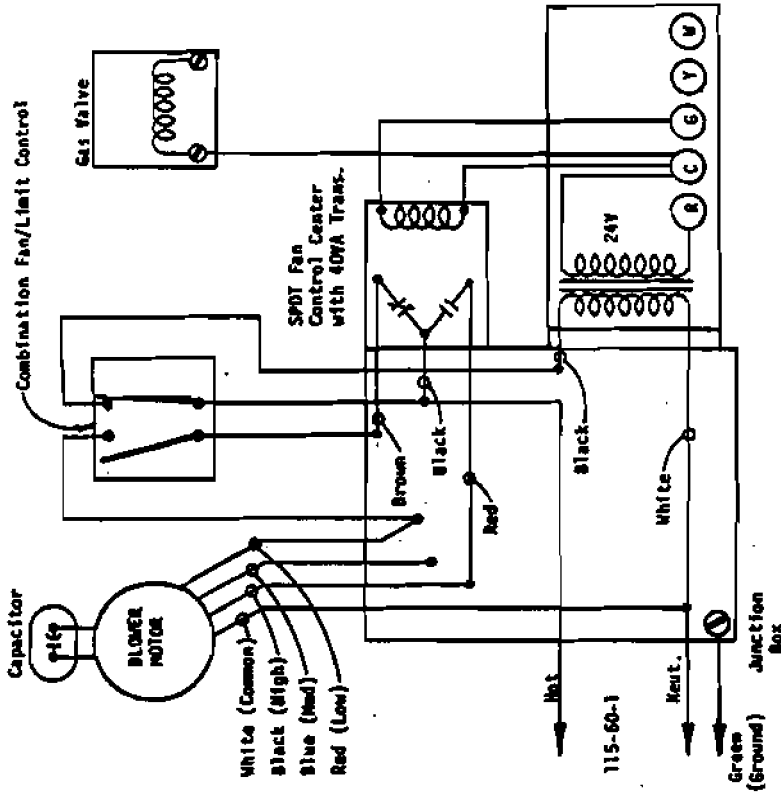 Capacitor
BLOWER
MOTOR
White (Common)
Black (High)
Blue (Med)
Red (Low)
Combination Fan/Limit Control
Gas Valve
SPDT Fan
Control Center
with 40VA Trans.
Brown
Black
Red
Black
White
24V
R
C
G
Y
W
Hot
115-60-1
Neut.
Green
(Ground)
Junction
Box